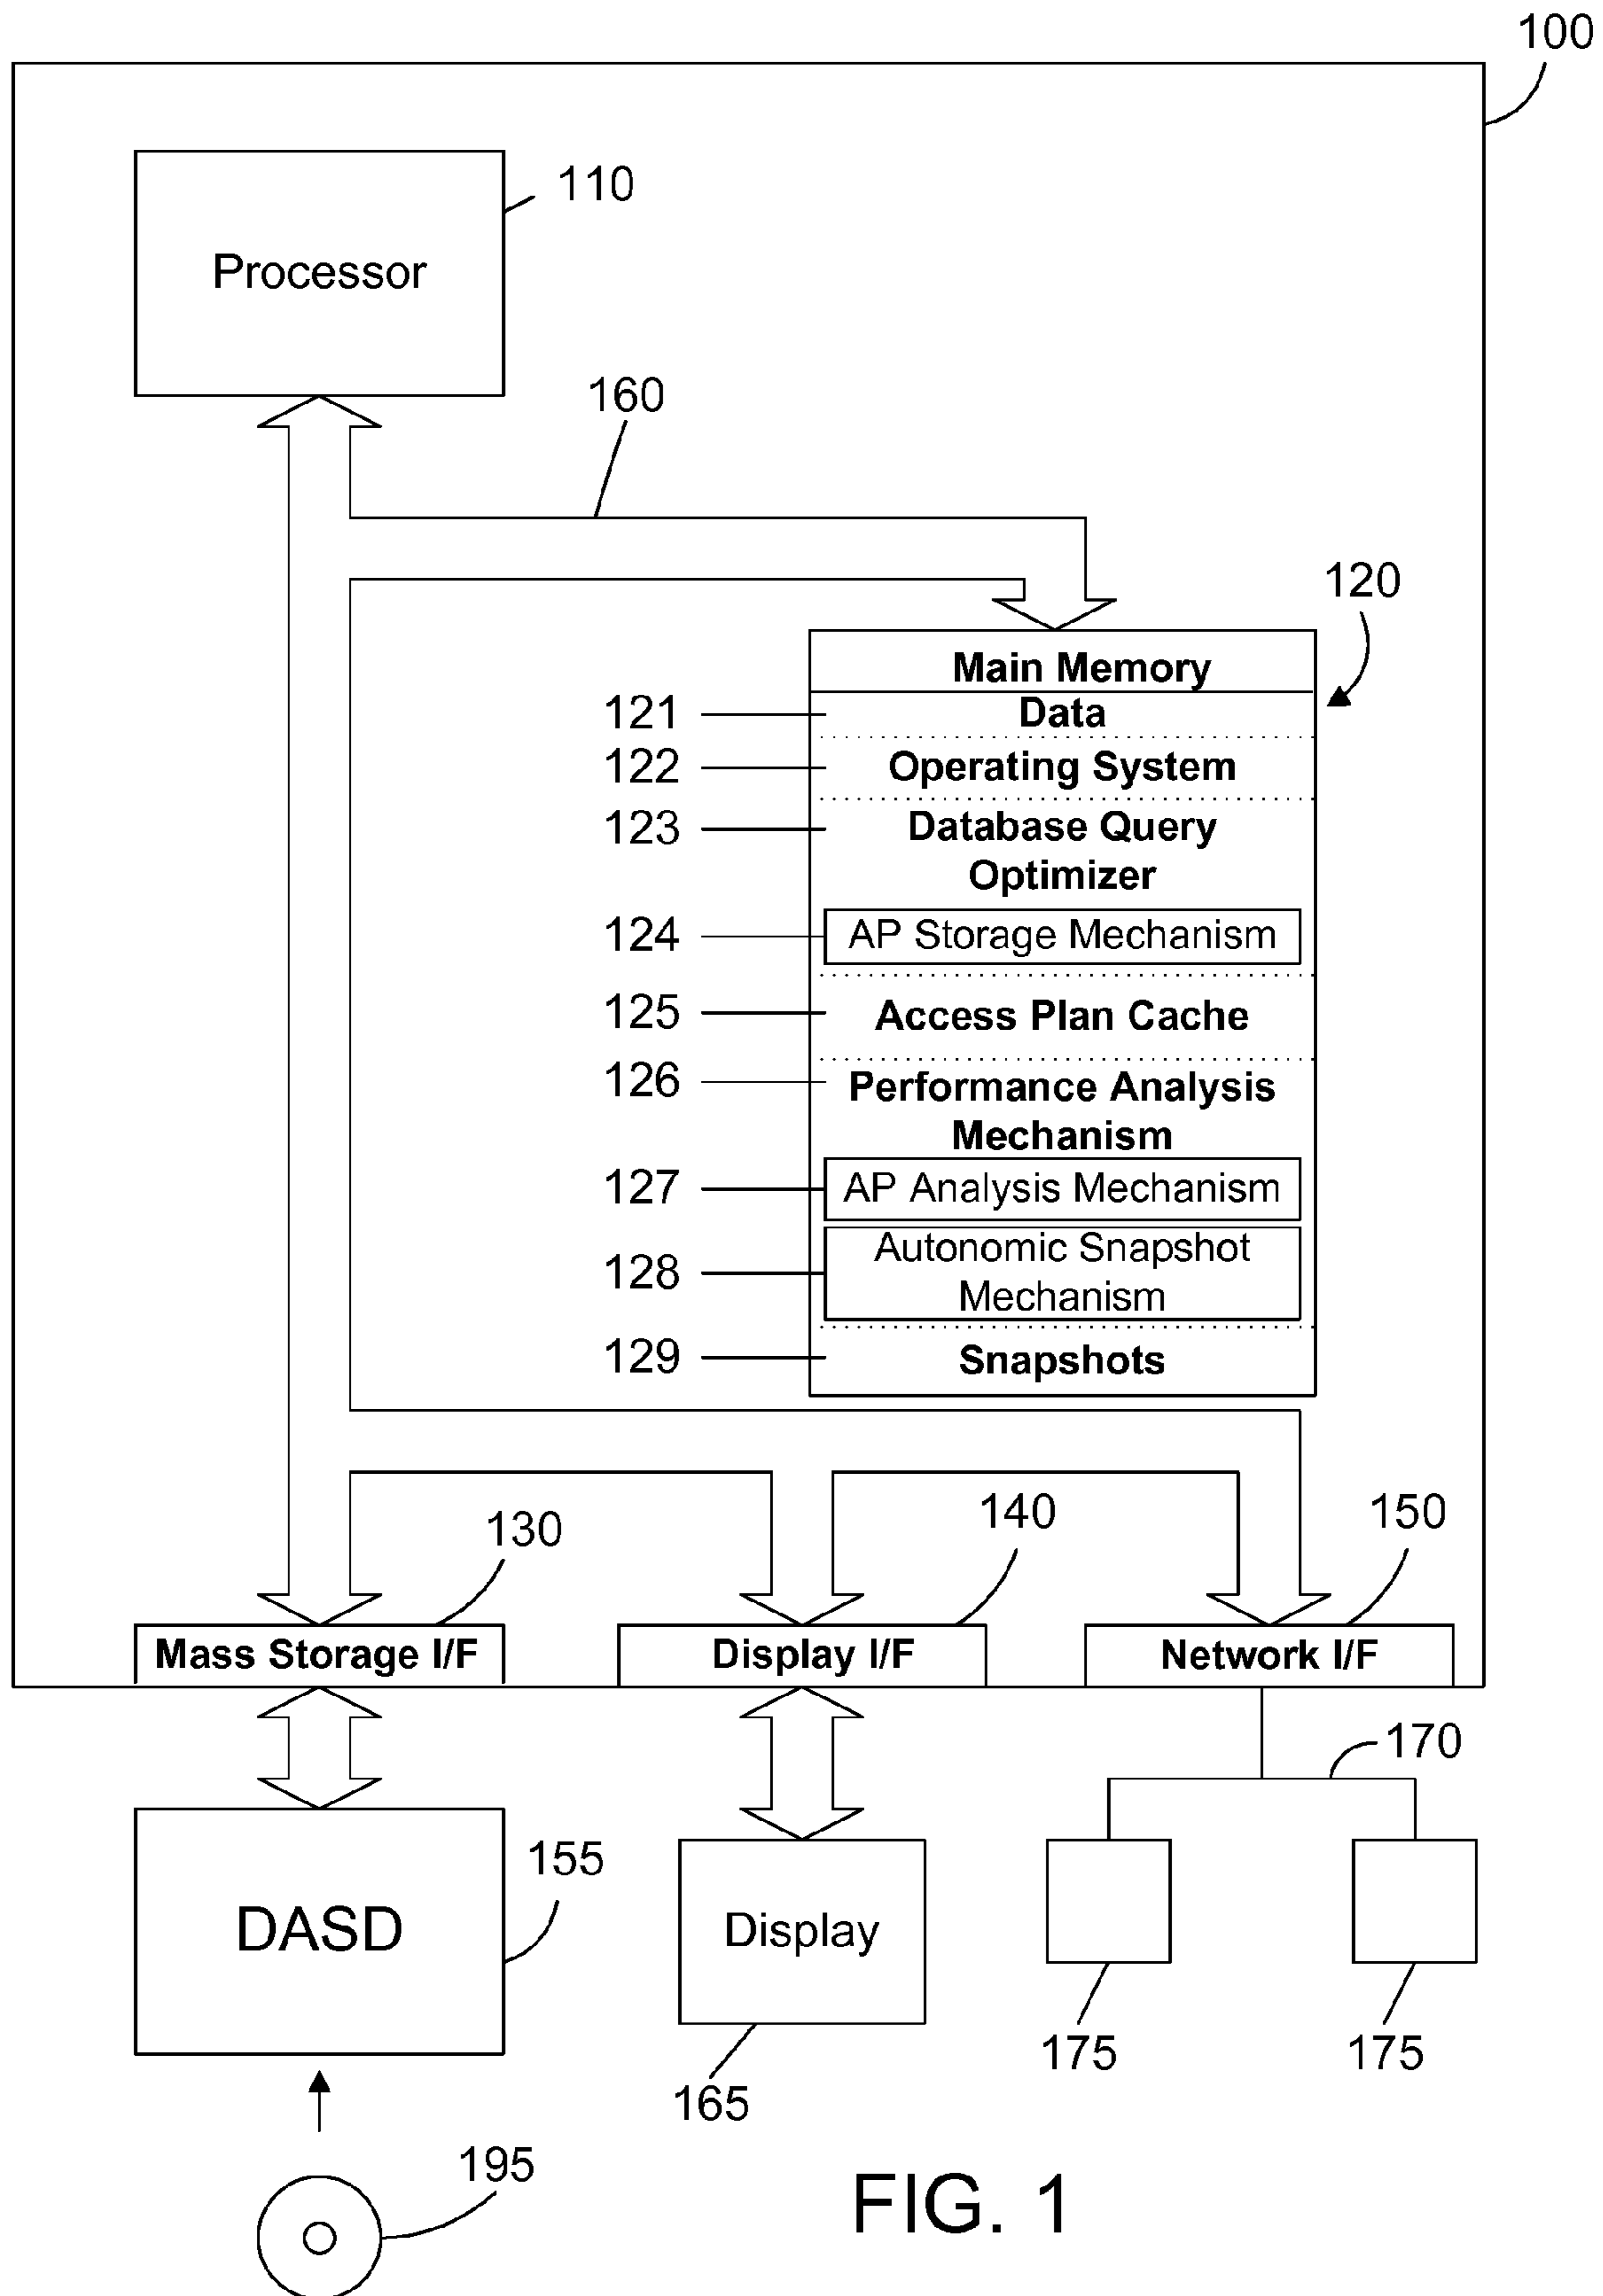 100
110
Processor
160
120
Main Memory
121
Data
122
Operating System
123
Database Query
Optimizer
124
AP Storage Mechanism
125
Access Plan Cache
126
Performance Analysis
Mechanism
127
AP Analysis Mechanism
128
Autonomic Snapshot
Mechanism
129
Snapshots
130
140
150
Mass Storage I/F
Display I/F
Network I/F
170
155
DASD
Display
175
175
165
195
FIG. 1